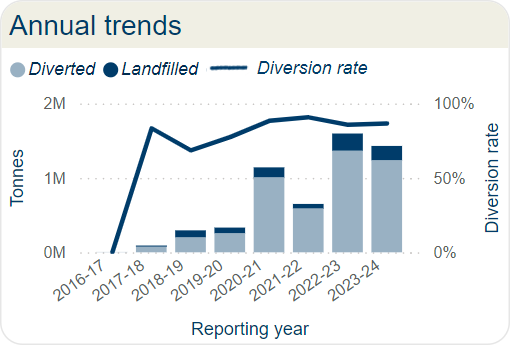 Annual trends
Diverted Landfilled Diversion rate
2M 100%
1M 50%
0M 0%
Tonnes
Diversion rate
2016-17 2017-18 2018-19 2019-20 2020-21 2021-22 2022-23 2023-24
Reporting year